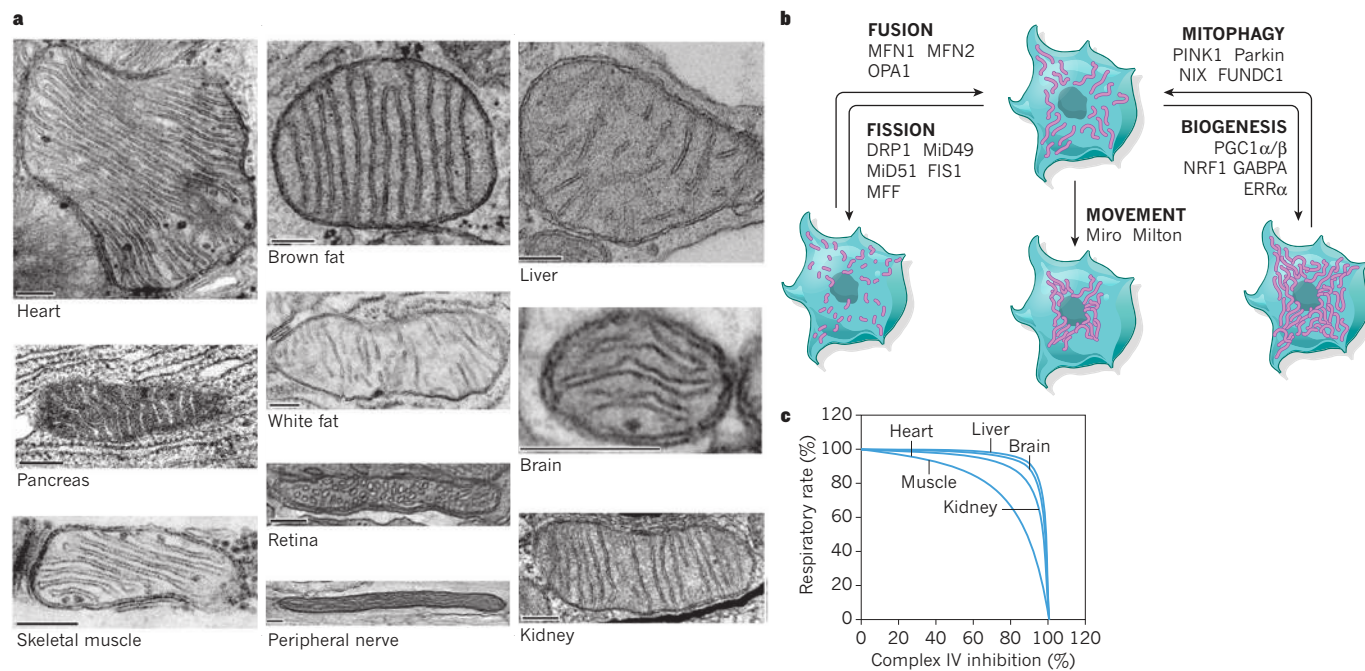 a
Heart
Pancreas
Skeletal muscle
Brown fat
White fat
Retina
Peripheral nerve
Liver
Brain
Kidney
b
FUSION
MFN1 MFN2
OPA1
FISSION
DRP1 MiD49
MiD51 FIS1
MFF
MITOPHAGY
PINK1 Parkin
NIX FUNDC1
BIOGENESIS
PGC1α/β
NRF1 GABPA
ERRα
MOVEMENT
Miro Milton
c
Respiratory rate (%)
120
100
80
60
40
20
0
Heart
Liver
Brain
Muscle
Kidney
0 20 40 60 80 100 120
Complex IV inhibition (%)